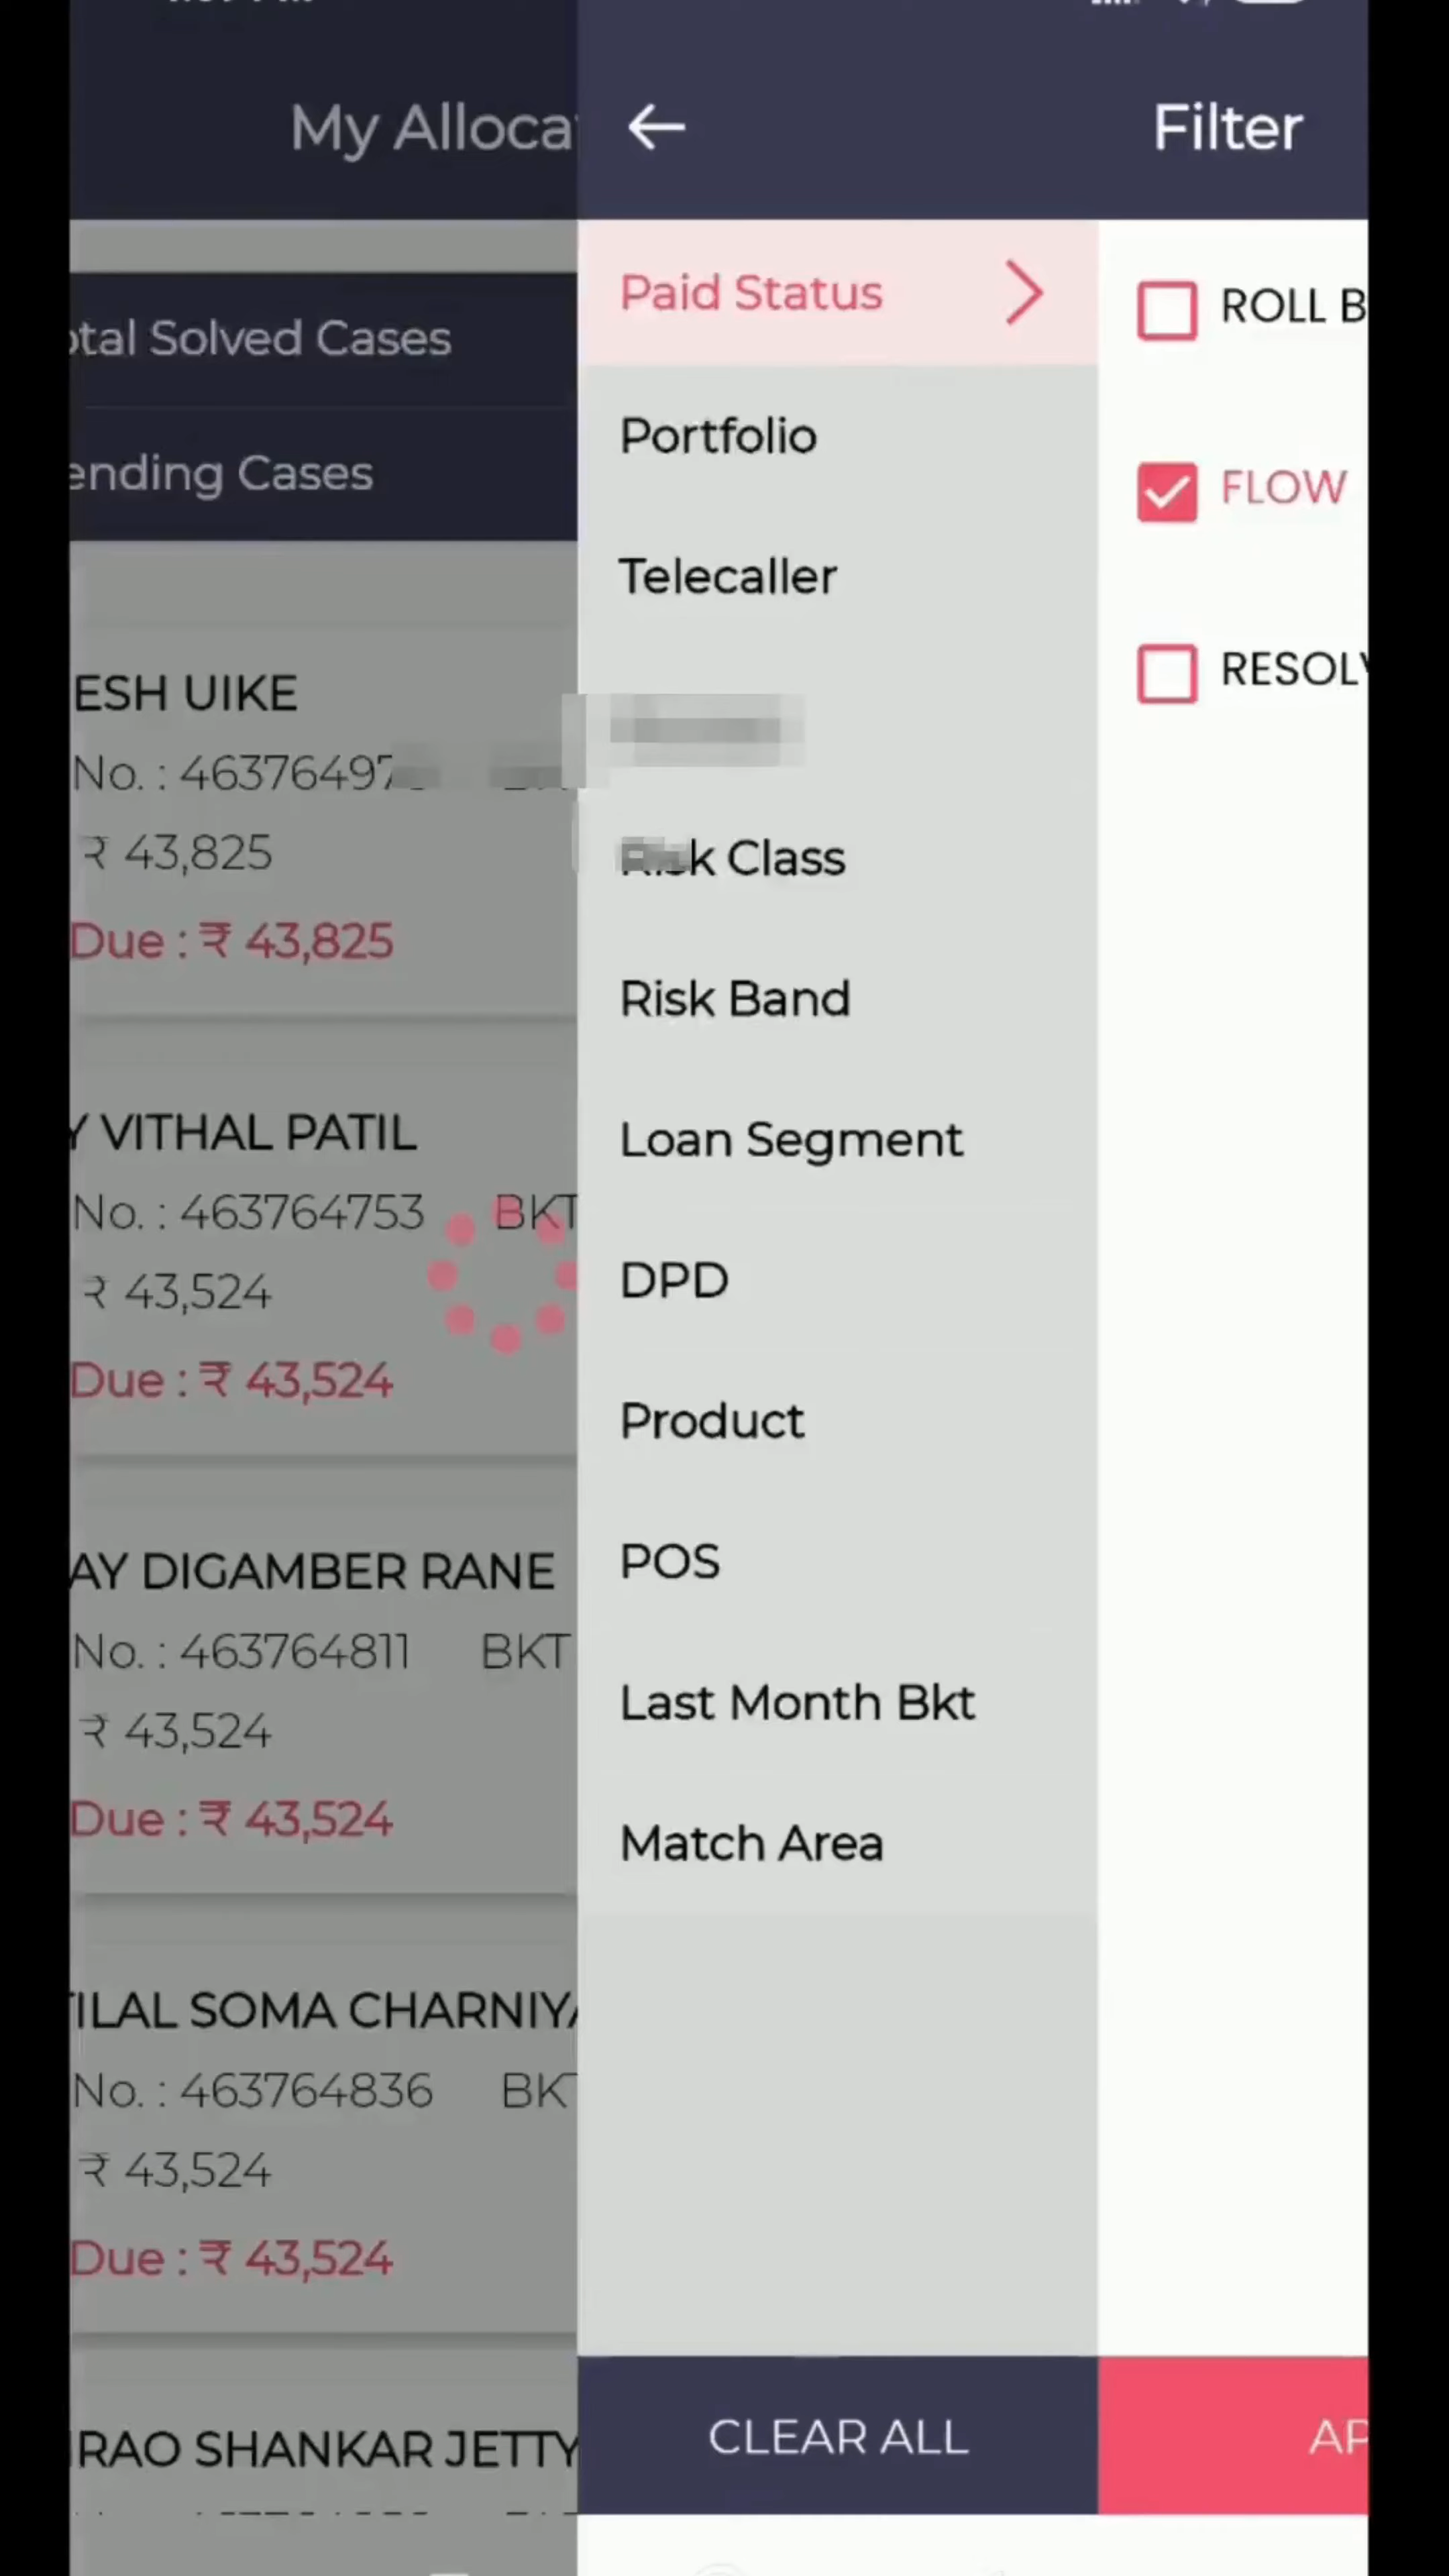 My Alloca
Filter
otal Solved Cases
ending Cases
ESH UIKE
No. : 46376497
₹ 43,825
Due : ₹ 43,825
Y VITHAL PATIL
No. : 463764753 BKT
₹ 43,524
Due : ₹ 43,524
AY DIGAMBER RANE
No. : 463764811 BKT
₹ 43,524
Due : ₹ 43,524
TILAL SOMA CHARNIYA
No. : 463764836 BKT
₹ 43,524
Due : ₹ 43,524
RAO SHANKAR JETTY
Paid Status
Portfolio
Telecaller
Risk Class
Risk Band
Loan Segment
DPD
Product
POS
Last Month Bkt
Match Area
ROLL B
FLOW
RESOLV
CLEAR ALL
AP